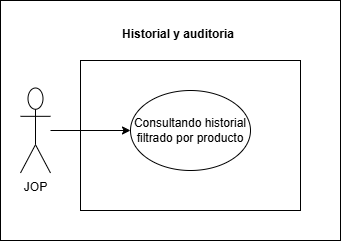 Historial y auditoria
Consultando historial
filtrado por producto
JOP